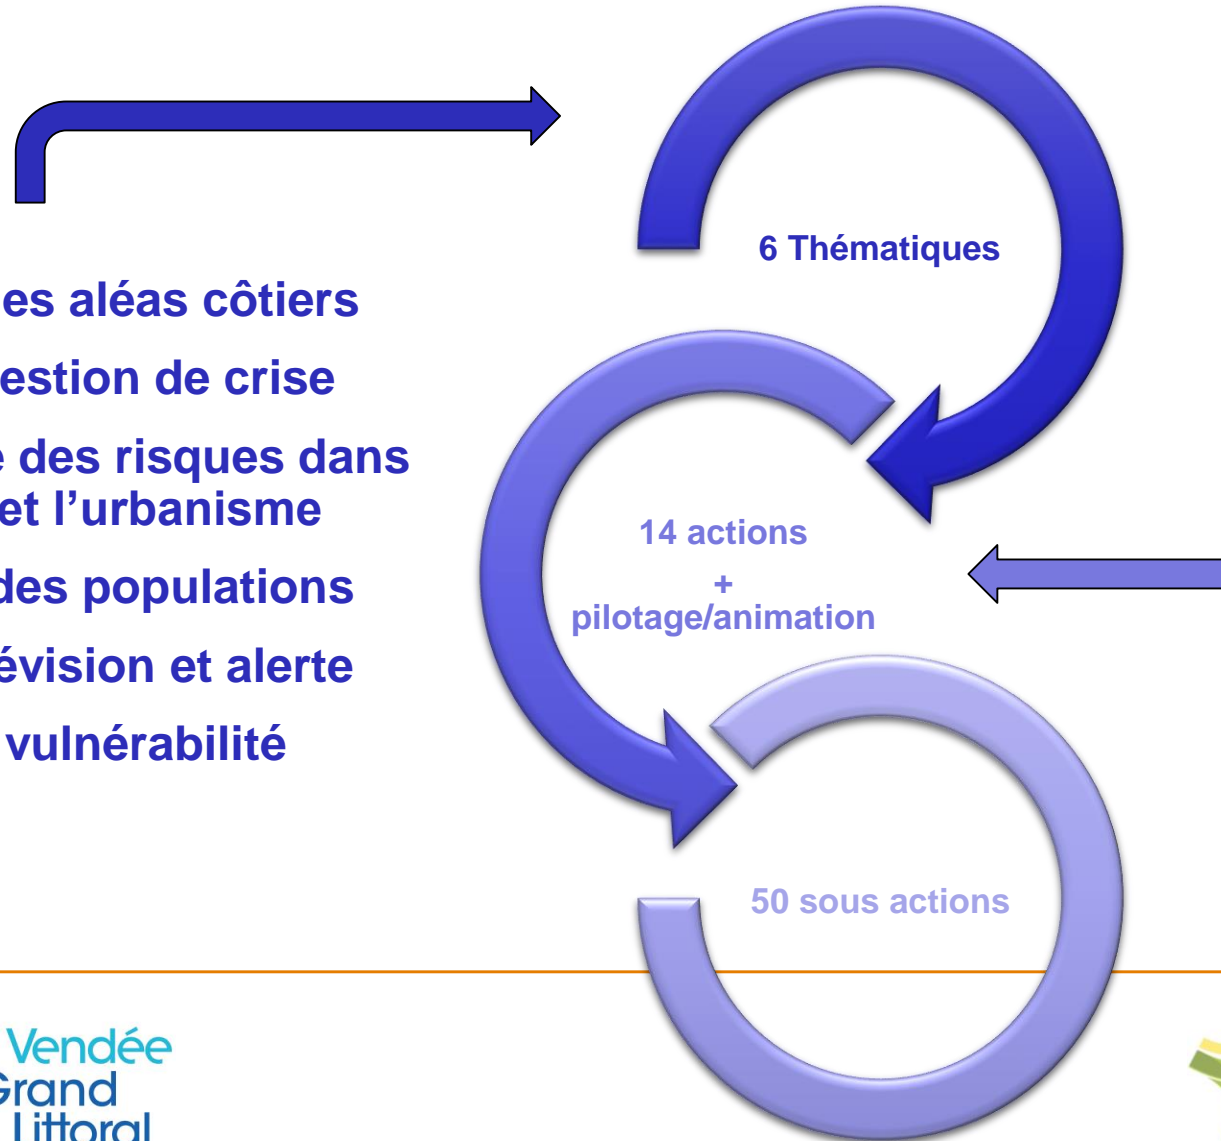 6 Thématiques
es aléas côtiers
estion de crise
e des risques dans
et l’urbanisme
des populations
évision et alerte
vulnérabilité
14 actions
+
pilotage/animation
50 sous actions
Vendée
Grand
Littoral